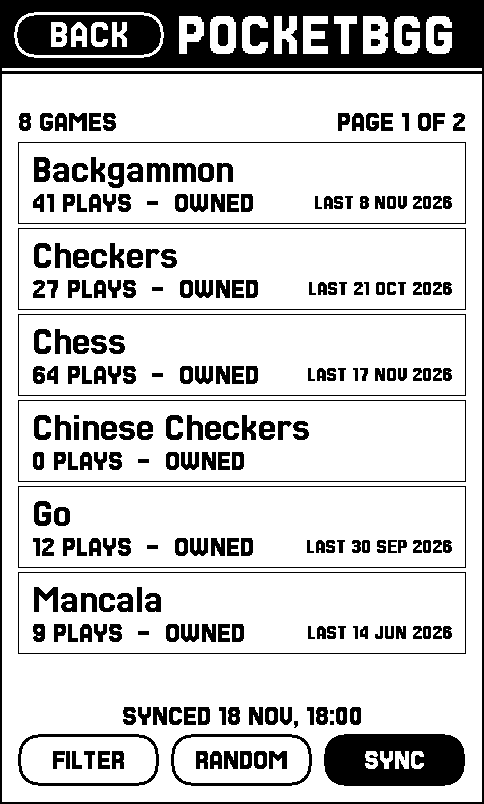 BACK POCKETBGG
8 GAMES PAGE 1 OF 2
Backgammon
41 PLAYS - OWNED LAST 8 NOV 2026
Checkers
27 PLAYS - OWNED LAST 21 OCT 2026
Chess
64 PLAYS - OWNED LAST 17 NOV 2026
Chinese Checkers
0 PLAYS - OWNED
Go
12 PLAYS - OWNED LAST 30 SEP 2026
Mancala
9 PLAYS - OWNED LAST 14 JUN 2026
SYNCED 18 NOV, 18:00
FILTER RANDOM SYNC